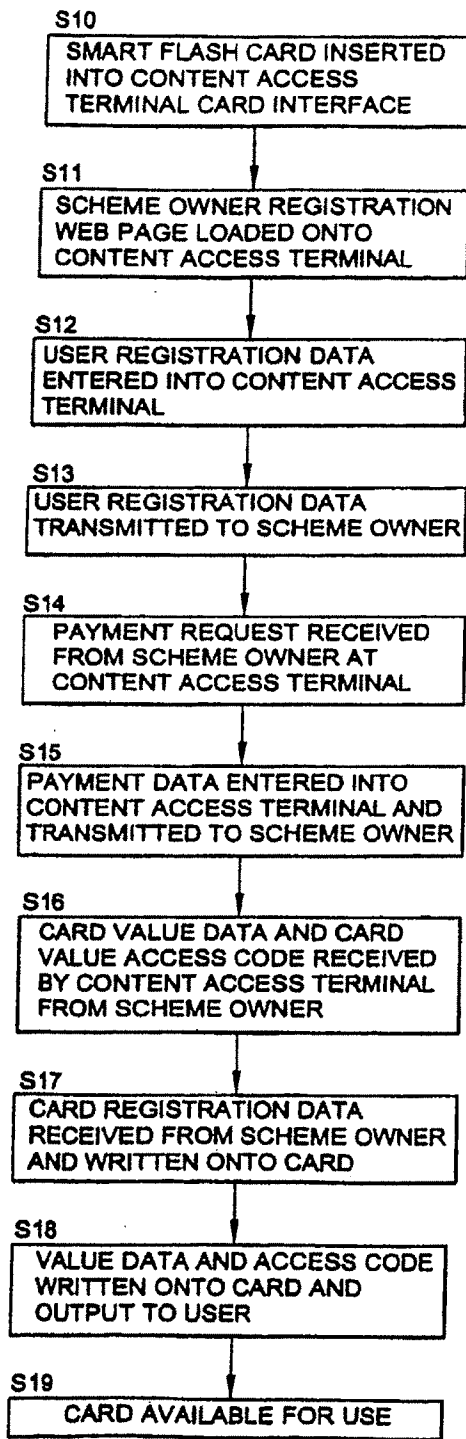 S10
SMART FLASH CARD INSERTED
INTO CONTENT ACCESS
TERMINAL CARD INTERFACE
S11
SCHEME OWNER REGISTRATION
WEB PAGE LOADED ONTO
CONTENT ACCESS TERMINAL
S12
USER REGISTRATION DATA
ENTERED INTO CONTENT ACCESS
TERMINAL
S13
USER REGISTRATION DATA
TRANSMITTED TO SCHEME OWNER
S14
PAYMENT REQUEST RECEIVED
FROM SCHEME OWNER AT
CONTENT ACCESS TERMINAL
S15
PAYMENT DATA ENTERED INTO
CONTENT ACCESS TERMINAL AND
TRANSMITTED TO SCHEME OWNER
S16
CARD VALUE DATA AND CARD
VALUE ACCESS CODE RECEIVED
BY CONTENT ACCESS TERMINAL
FROM SCHEME OWNER
S17
CARD REGISTRATION DATA
RECEIVED FROM SCHEME OWNER
AND WRITTEN ONTO CARD
S18
VALUE DATA AND ACCESS CODE
WRITTEN ONTO CARD AND
OUTPUT TO USER
S19
CARD AVAILABLE FOR USE